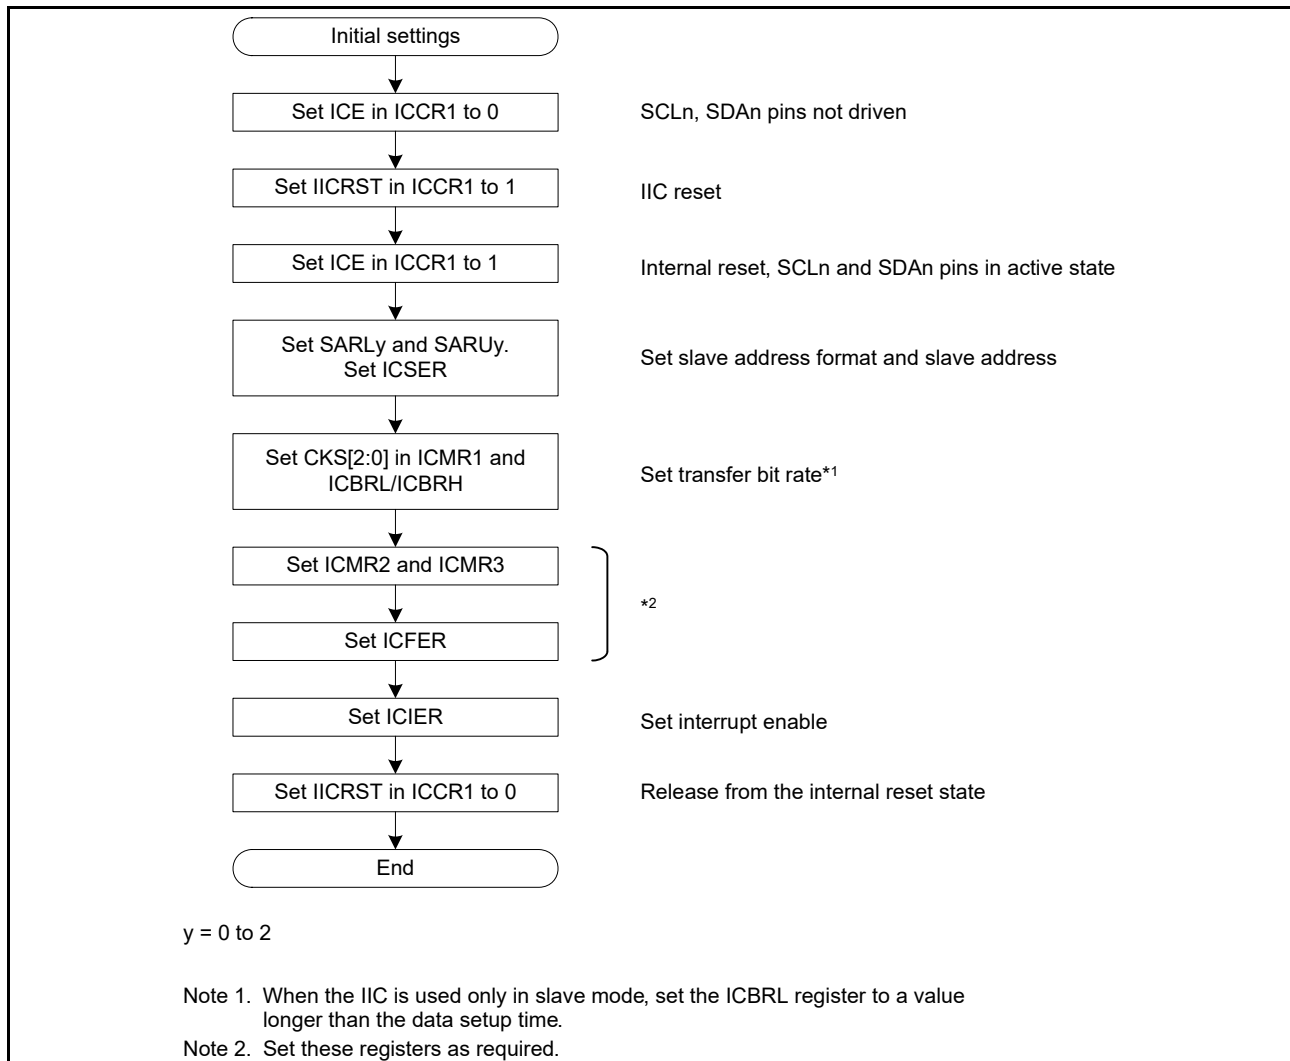 Initial settings
Set ICE in ICCR1 to 0
SCLn, SDAn pins not driven
Set IICRST in ICCR1 to 1
IIC reset
Set ICE in ICCR1 to 1
Internal reset, SCLn and SDAn pins in active state
Set SARLy and SARUy.
Set ICSER
Set slave address format and slave address
Set CKS[2:0] in ICMR1 and
ICBRL/ICBRH
Set transfer bit rate*1
Set ICMR2 and ICMR3
*2
Set ICFER
Set ICIER
Set interrupt enable
Set IICRST in ICCR1 to 0
Release from the internal reset state
End
y = 0 to 2
Note 1. When the IIC is used only in slave mode, set the ICBRL register to a value
longer than the data setup time.
Note 2. Set these registers as required.